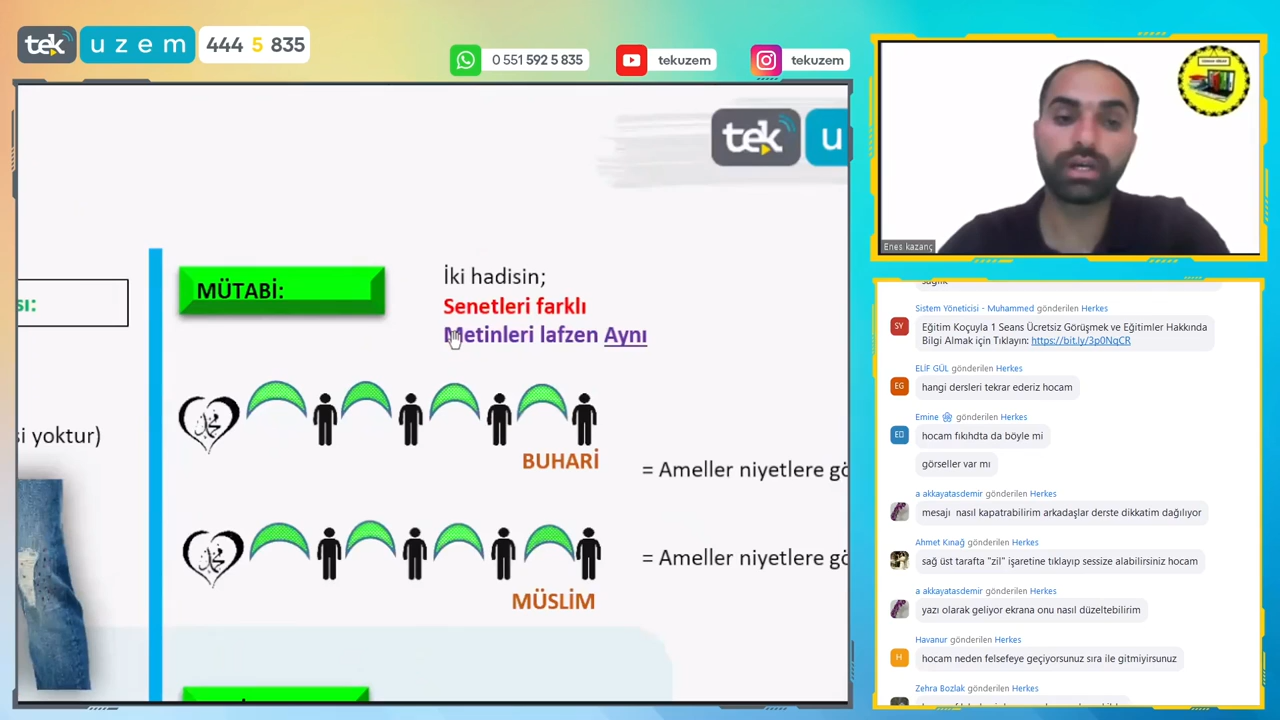 tek uzem 444 5 835
0 551 592 5 835
tekuzem
tekuzem
tek u
MÜTABİ:
İki hadisin;
Senetleri farklı
Metinleri lafzen Aynı
si yoktur)
BUHARİ
= Ameller niyetlere gö
MÜSLİM
= Ameller niyetlere gö
Enes kazanç
Sistem Yöneticisi - Muhammed gönderilen Herkes
SY
Eğitim Koçuyla 1 Seans Ücretsiz Görüşmek ve Eğitimler Hakkında
Bilgi Almak için Tıklayın: https://bit.ly/3p0NqCR
ELİF GÜL gönderilen Herkes
EG
hangi dersleri tekrar ederiz hocam
Emine gönderilen Herkes
hocam fıkıhdta da böyle mi
görseller var mı
a akkayatasdemir gönderilen Herkes
mesajı nasıl kapatrabilirim arkadaşlar derste dikkatim dağılıyor
Ahmet Kınağ gönderilen Herkes
sağ üst tarafta "zil" işaretine tıklayıp sessize alabilirsiniz hocam
a akkayatasdemir gönderilen Herkes
yazı olarak geliyor ekrana onu nasıl düzeltebilirim
Havanur gönderilen Herkes
H
hocam neden felsefeye geçiyorsunuz sıra ile gitmiyirsunuz
Zehra Bozlak gönderilen Herkes